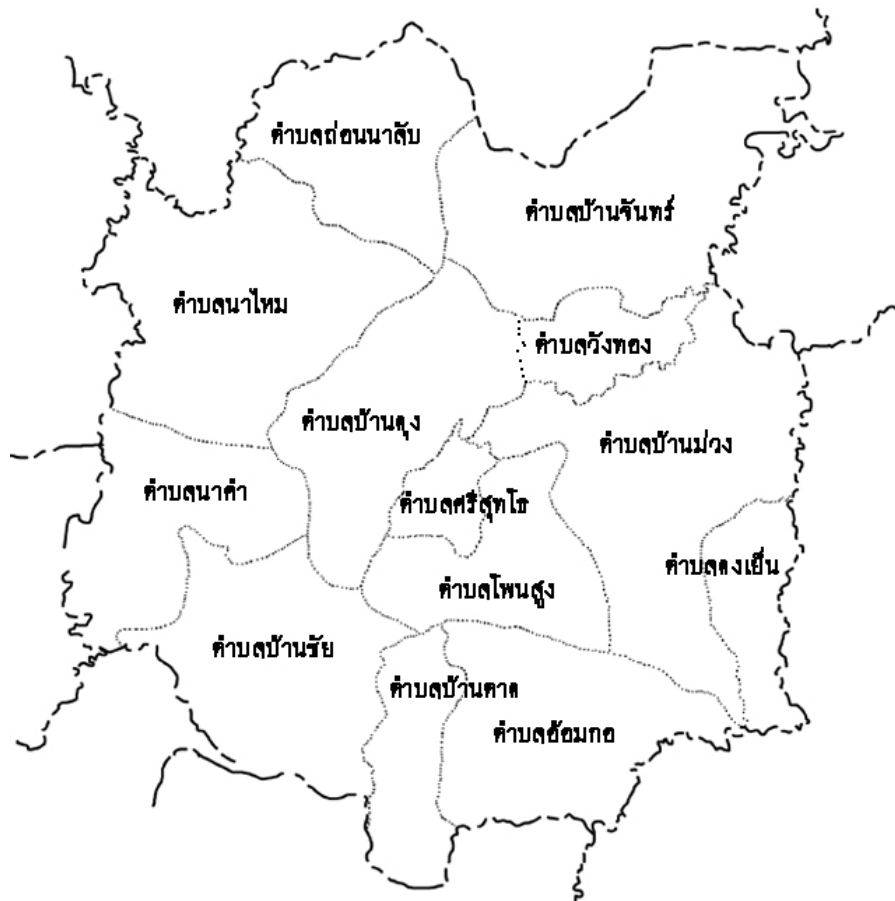 ตำบลถ่อนนาลับ
ตำบลบ้านจันทร์
ตำบลนาไหม
ตำบลวังทอง
ตำบลบ้านดุง
ตำบลบ้านม่วง
ตำบลนาคำ
ตำบลศรีสุทโธ
ตำบลดงเย็น
ตำบลโพนสูง
ตำบลบ้านชัย
ตำบลบ้านตาด
ตำบลอ้อมกอ